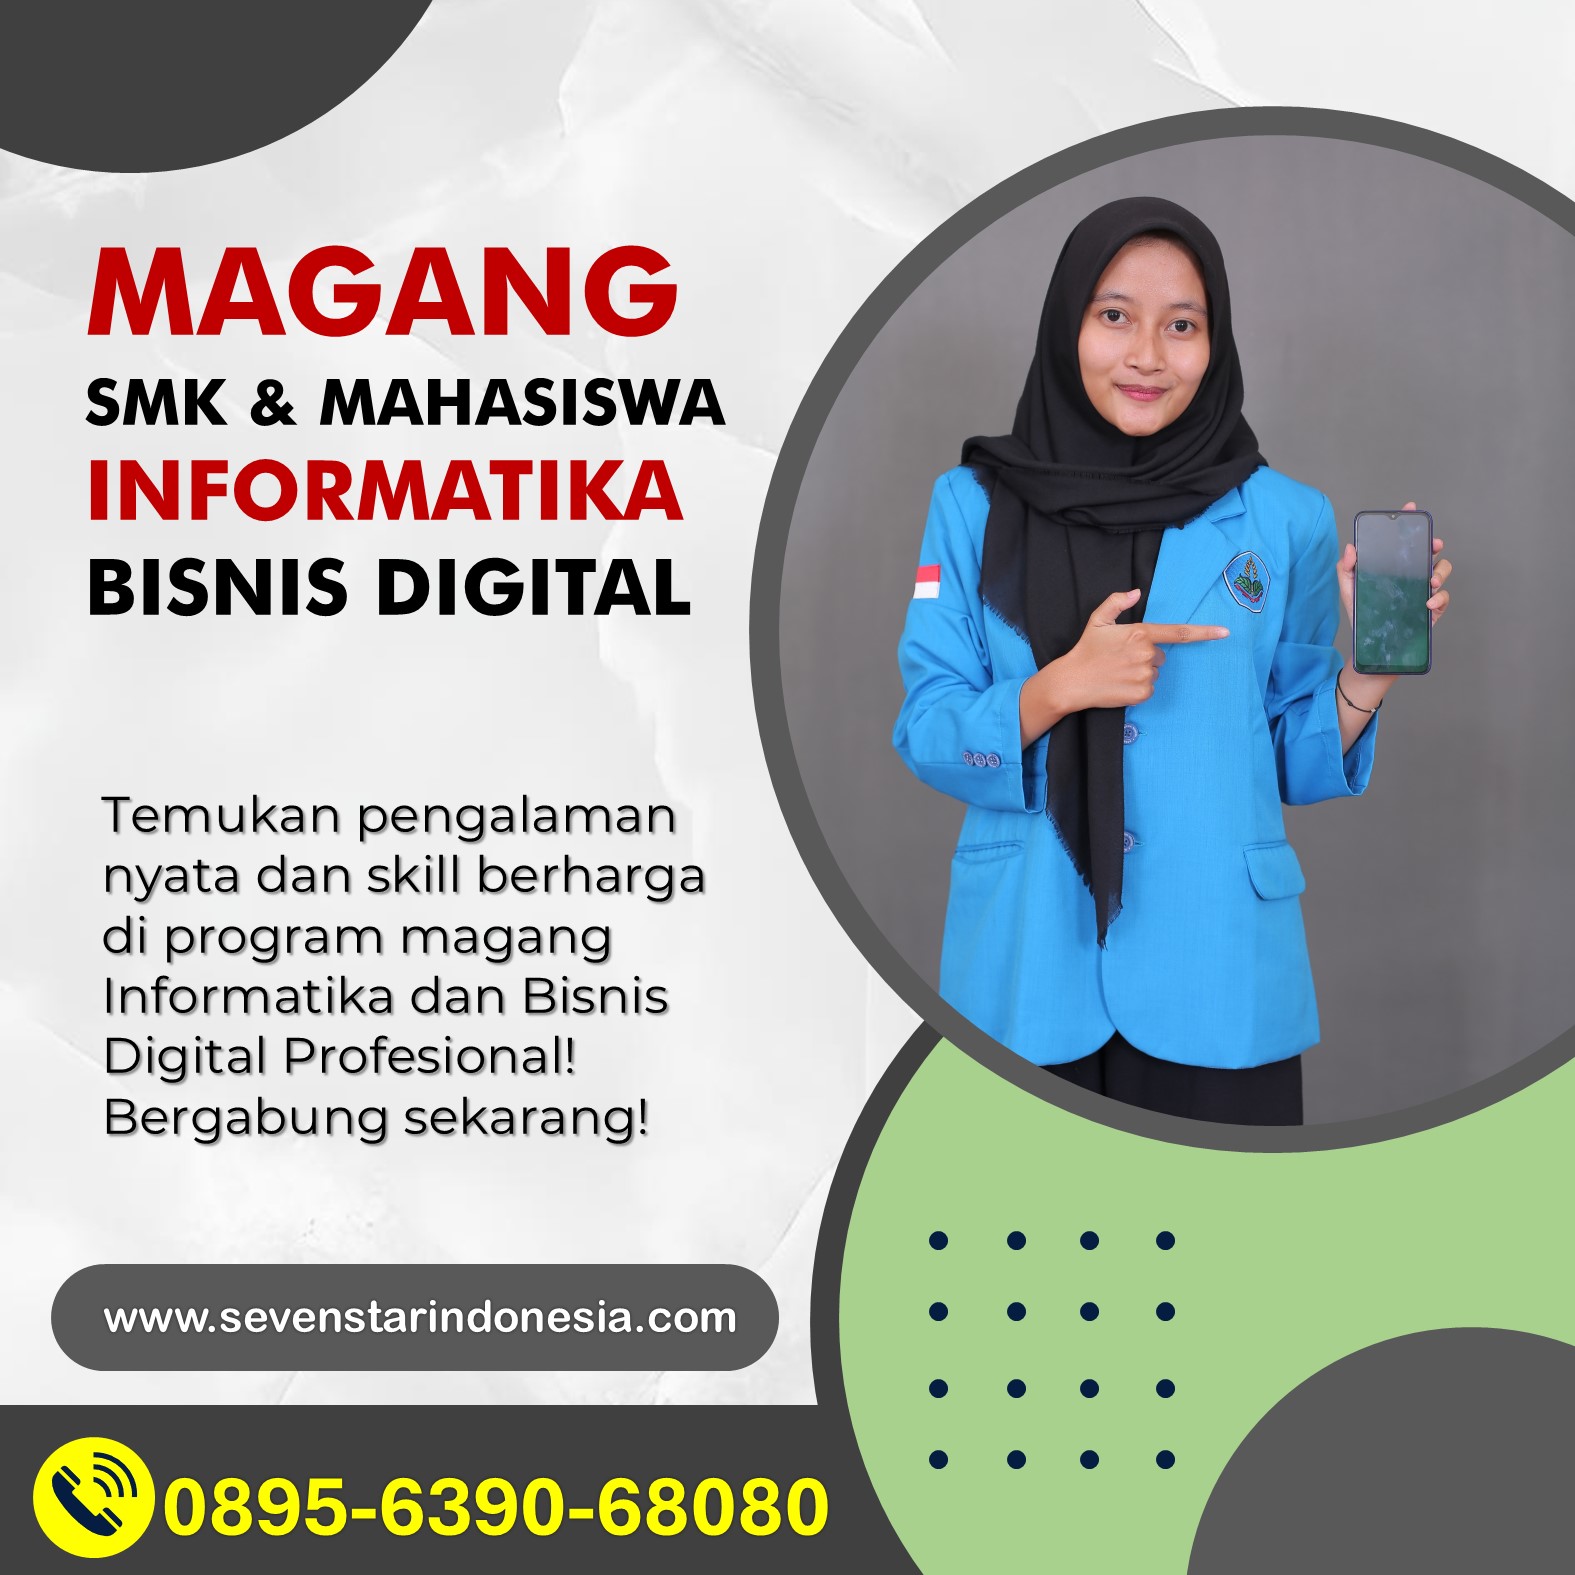 MAGANG
SMK & MAHASISWA
INFORMATIKA
BISNIS DIGITAL
Temukan pengalaman
nyata dan skill berharga
di program magang
Informatika dan Bisnis
Digital Profesional!
Bergabung sekarang!
www.sevenstarindonesia.com
0895-6390-68080